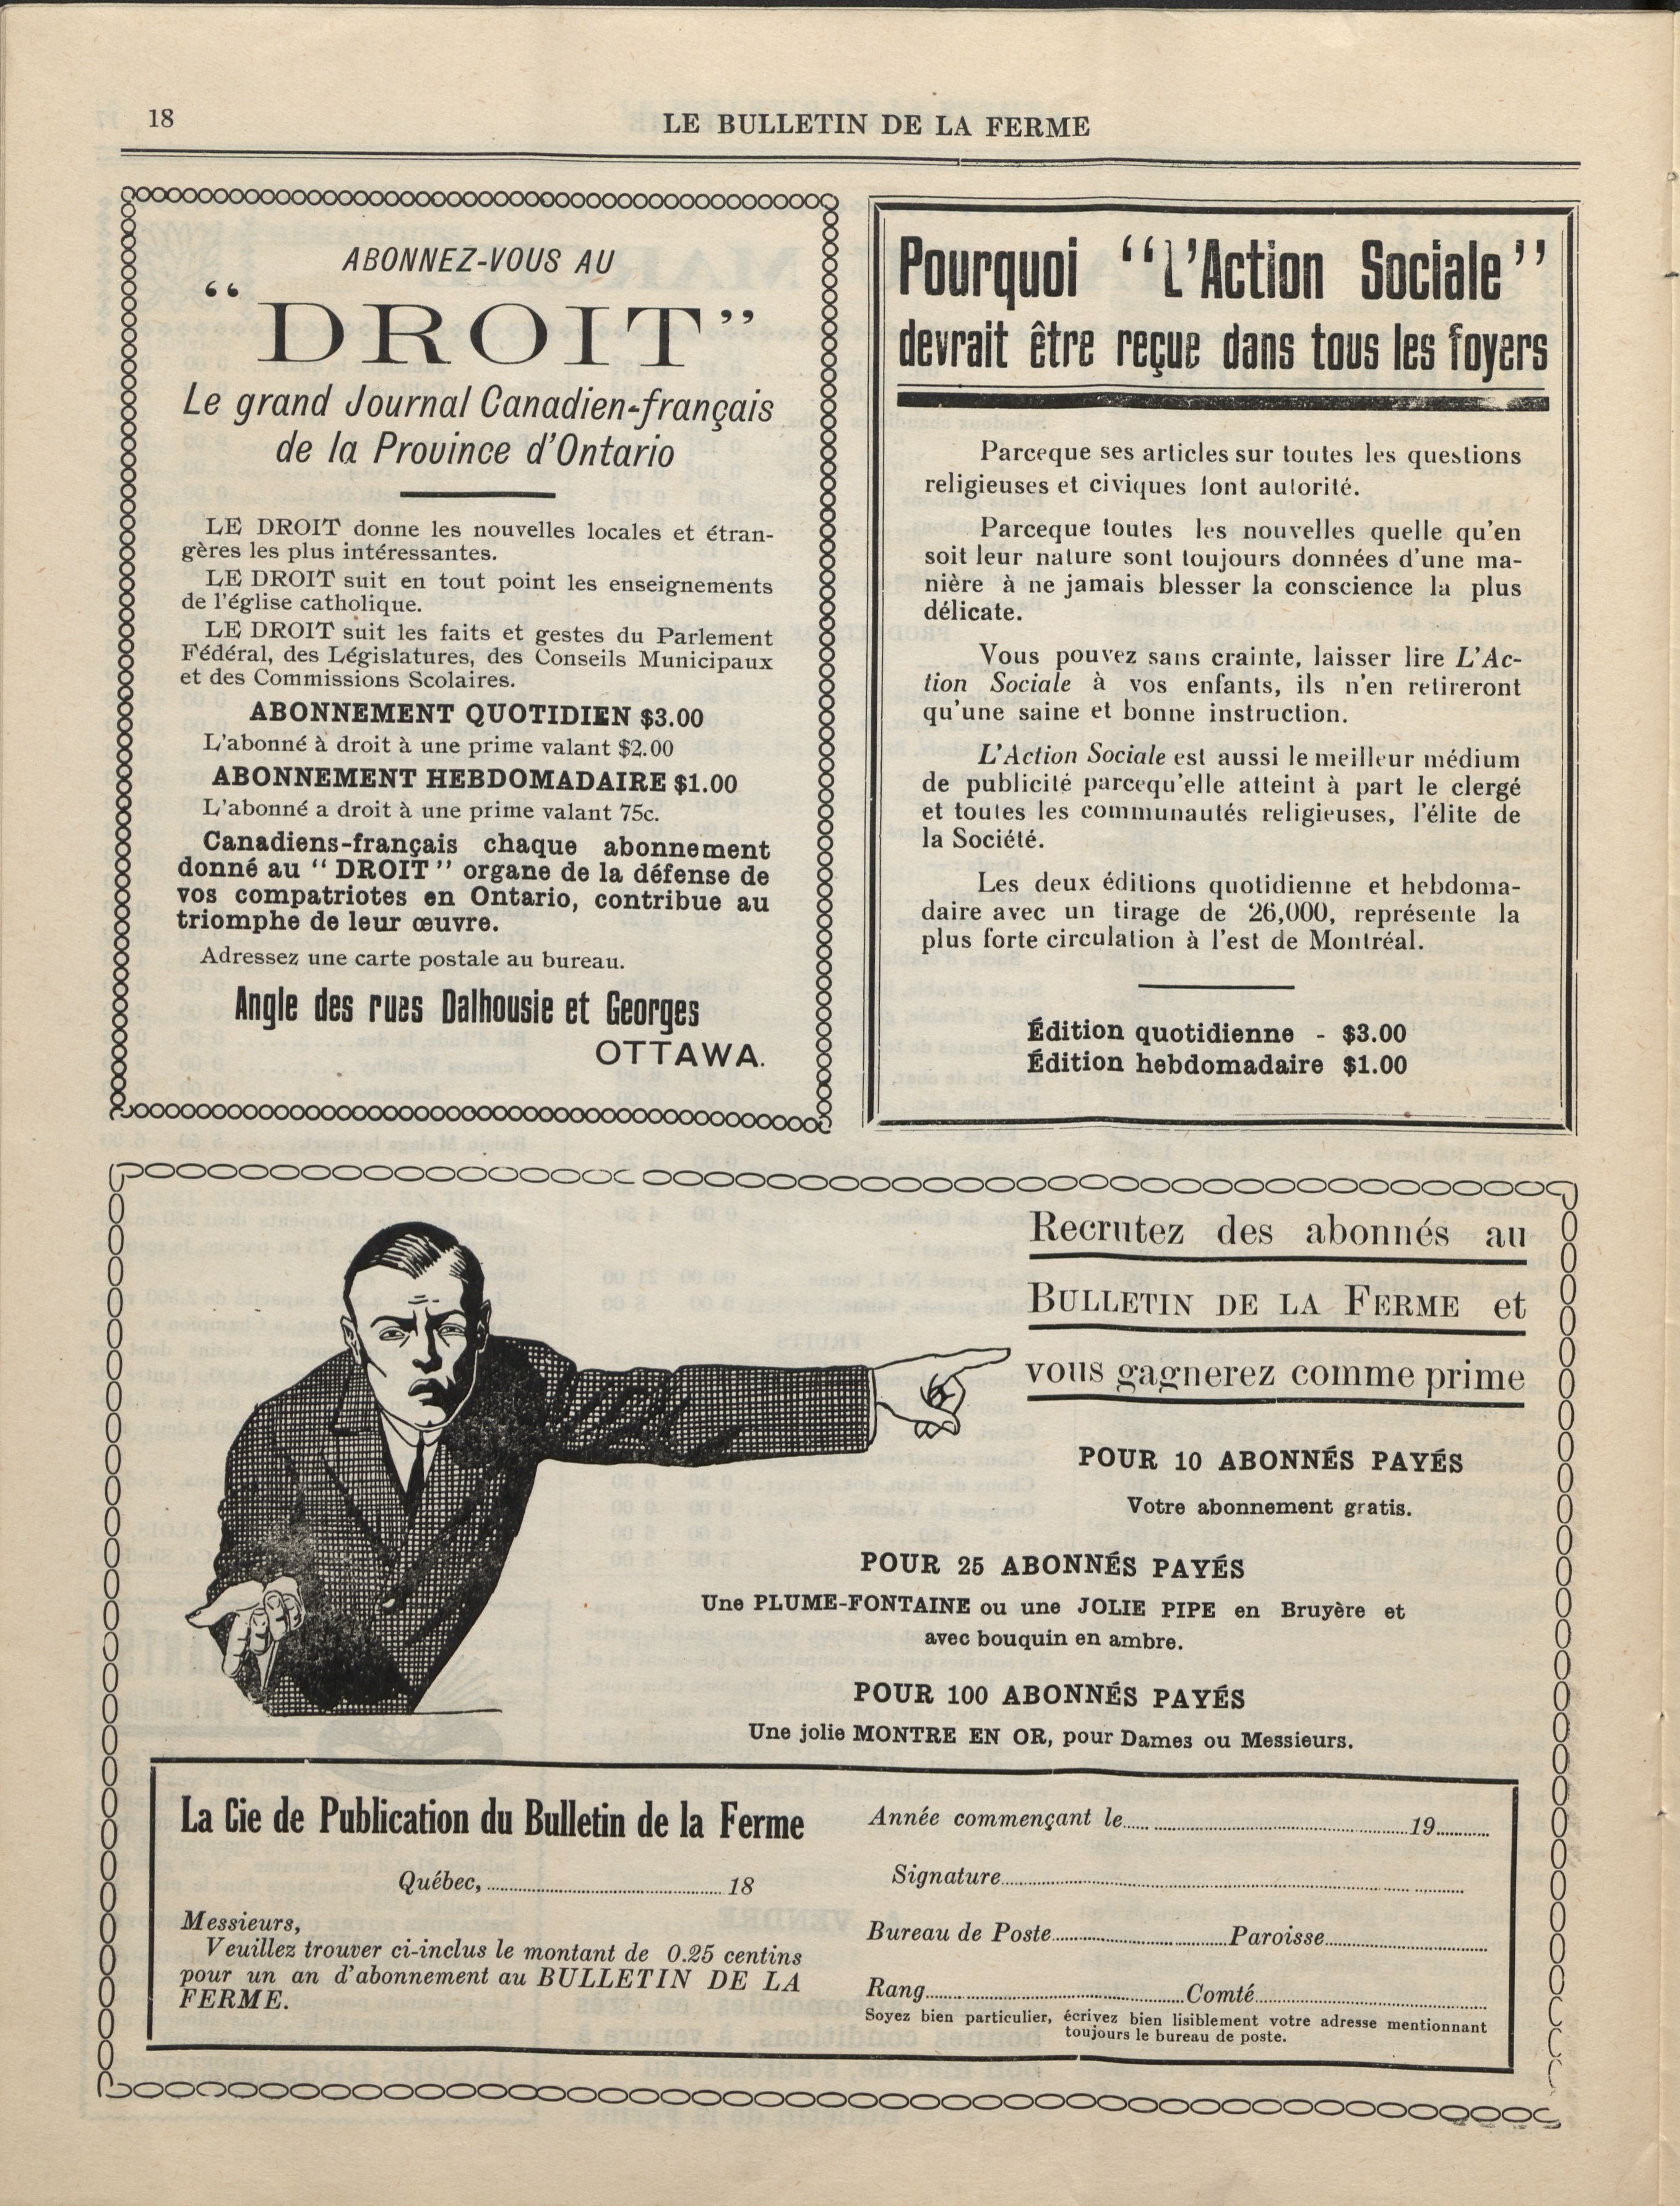 18
LE BULLETIN DE LA FERME
ABONNEZ-VOUS AU
“DROIT”
Le grand Journal Canadien-français
de la Province d'Ontario
LE DROIT donne les nouvelles locales et étran-
gères les plus intéressantes.
LE DROIT suit en tout point les enseignements
de l'église catholique.
LE DROIT suit les faits et gestes du Parlement
Fédéral, des Législatures, des Conseils Municipaux
et des Commissions Scolaires.
ABONNEMENT QUOTIDIEN $3.00
L'abonné à droit à une prime valant $2.00
ABONNEMENT HEBDOMADAIRE $1.00
L'abonné a droit à une prime valant 75c.
Canadiens-français chaque abonnement
donné au “ DROIT ” organe de la défense de
vos compatriotes en Ontario, contribue au
triomphe de leur œuvre.
Adressez une carte postale au bureau.
Angle des rues Dalhousie et Georges
OTTAWA.
Pourquoi “L'Action Sociale”
devrait être reçue dans tous les foyers
Parceque ses articles sur toutes les questions
religieuses et civiques font autorité.
Parceque toutes les nouvelles quelle qu'en
soit leur nature sont toujours données d'une ma-
nière à ne jamais blesser la conscience la plus
délicate.
Vous pouvez sans crainte, laisser lire L'Ac-
tion Sociale à vos enfants, ils n'en retireront
qu'une saine et bonne instruction.
L'Action Sociale est aussi le meilleur médium
de publicité parcequ'elle atteint à part le clergé
et toutes les communautés religieuses, l'élite de
la Société.
Les deux éditions quotidienne et hebdoma-
daire avec un tirage de 26,000, représente la
plus forte circulation à l'est de Montréal.
Édition quotidienne - $3.00
Édition hebdomadaire $1.00
Recrutez des abonnés au
BULLETIN DE LA FERME et
vous gagnerez comme prime
POUR 10 ABONNÉS PAYÉS
Votre abonnement gratis.
POUR 25 ABONNÉS PAYÉS
Une PLUME-FONTAINE ou une JOLIE PIPE en Bruyère et
avec bouquin en ambre.
POUR 100 ABONNÉS PAYÉS
Une jolie MONTRE EN OR, pour Dames ou Messieurs.
La Cie de Publication du Bulletin de la Ferme
Québec,..............................18
Messieurs,
Veuillez trouver ci-inclus le montant de 0.25 centins
pour un an d'abonnement au BULLETIN DE LA
FERME.
Année commençant le..............................19..........
Signature..............................
Bureau de Poste....................Paroisse....................
Rang..............................Comté..............................
Soyez bien particulier, écrivez bien lisiblement votre adresse mentionnant
toujours le bureau de poste.